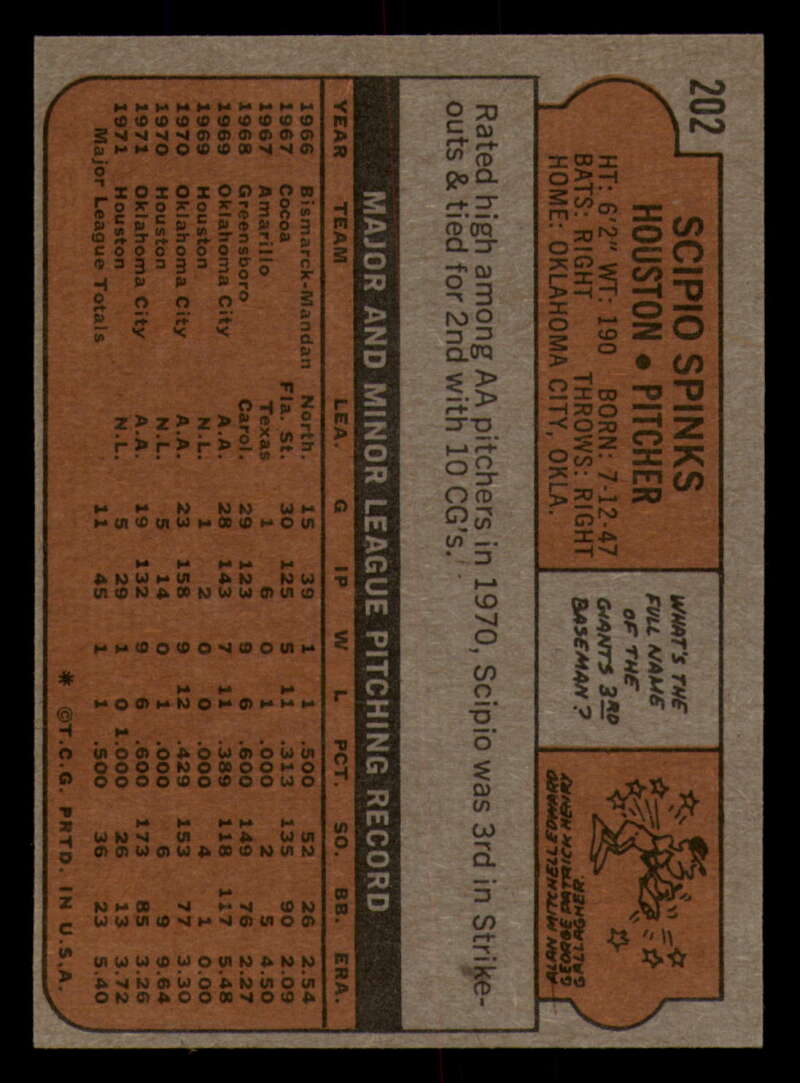 202
SCIPIO SPINKS
HOUSTON • PITCHER
HT: 6'2" WT: 190 BORN: 7-12-47
BATS: RIGHT THROWS: RIGHT
HOME: OKLAHOMA CITY, OKLA.
WHAT'S THE
FULL NAME
OF THE
GIANTS 3RD
BASEMAN?
ALAN MITCHELL EDWARD
GEORGE PATRICK HENRY
GALLAGHER.
Rated high among AA pitchers in 1970, Scipio was 3rd in Strike-
outs & tied for 2nd with 10 CG's.
MAJOR AND MINOR LEAGUE PITCHING RECORD
YEAR TEAM LEA. G IP W L PCT. SO. BB. ERA.
1966 Bismarck-Mandan North. 15 39 1 1 .500 52 26 2.54
1967 Cocoa Fla. St. 30 125 5 11 .313 135 90 2.09
1967 Amarillo Texas 1 6 0 1 .000 2 5 4.50
1968 Greensboro Carol. 29 123 9 6 .600 149 76 2.27
1969 Oklahoma City A.A. 28 143 7 11 .389 118 117 5.48
1969 Houston N.L. 1 2 0 0 .000 4 1 0.00
1970 Oklahoma City A.A. 23 158 9 12 .429 153 77 3.30
1970 Houston N.L. 5 14 0 1 .000 6 9 9.64
1971 Oklahoma City A.A. 19 132 9 6 .600 173 85 3.26
1971 Houston N.L. 5 29 1 0 1.000 26 13 3.72
Major League Totals 11 45 1 1 .500 36 23 5.40
* ©T.C.G. PRTD. IN U.S.A.